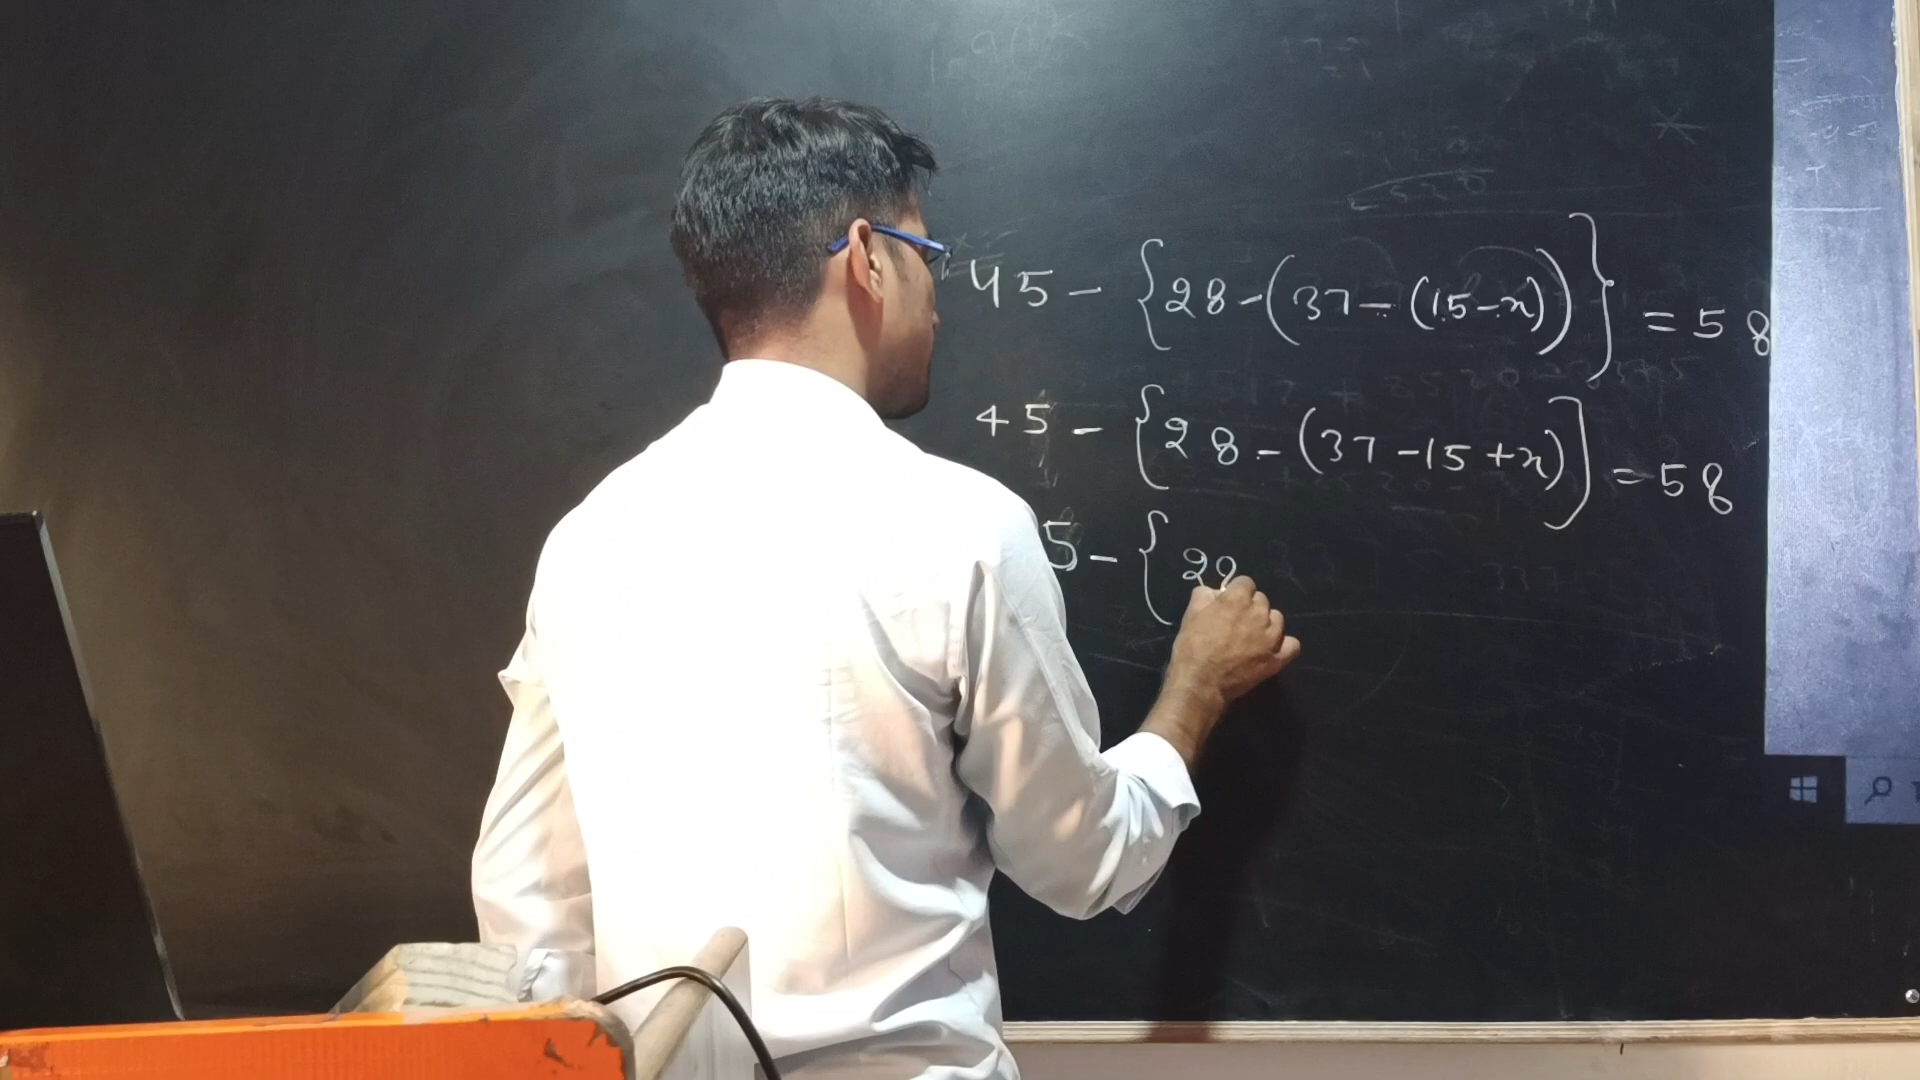 45 - {28 - (37 - (15 - x))} = 58
45 - {28 - (37 - 15 + x)] = 58
5 - { 28